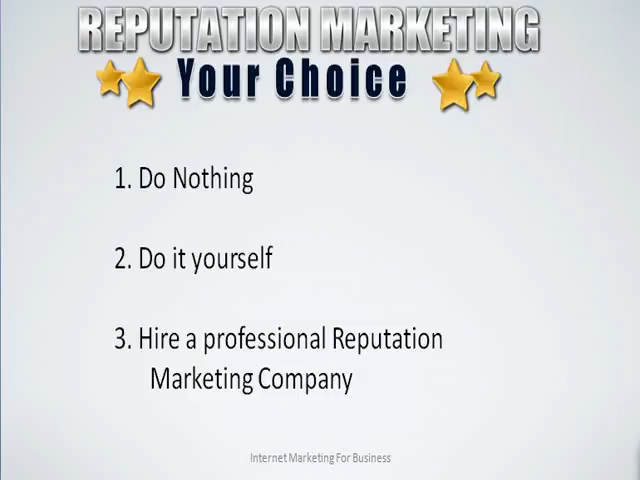 REPUTATION MARKETING
Your Choice
1. Do Nothing
2. Do it yourself
3. Hire a professional Reputation
Marketing Company
Internet Marketing For Business